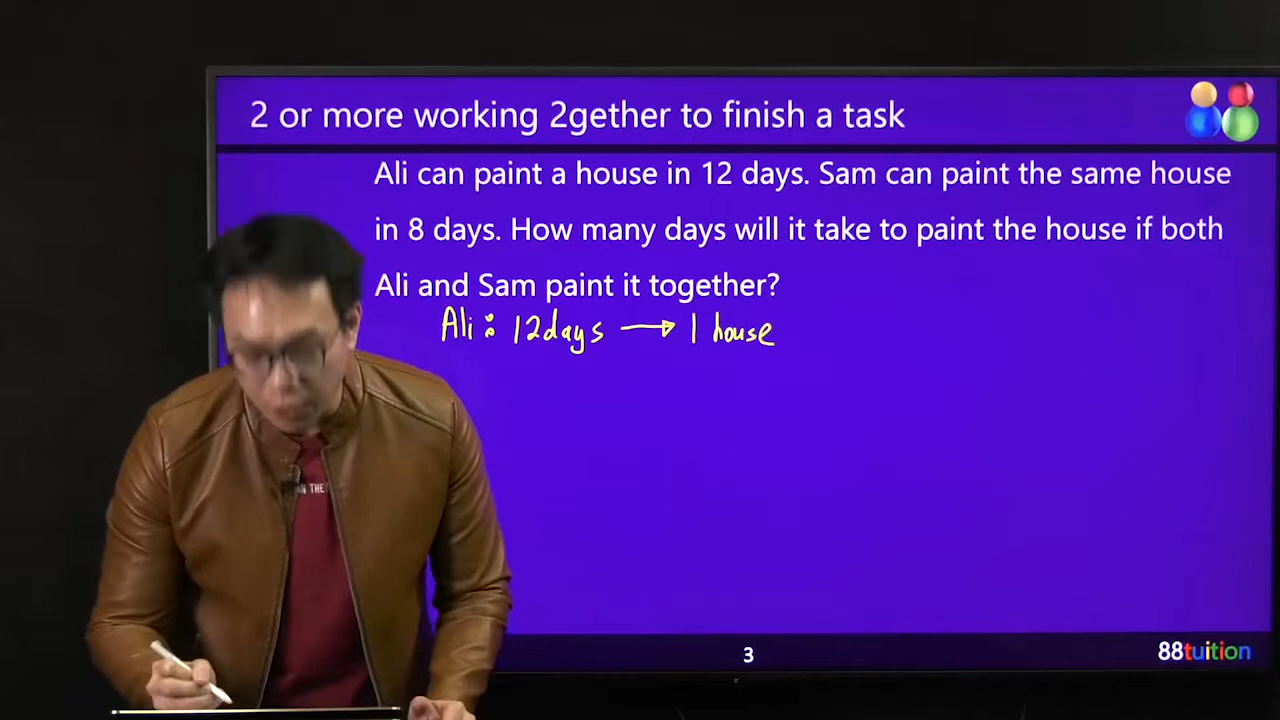 2 or more working 2gether to finish a task
Ali can paint a house in 12 days. Sam can paint the same house
in 8 days. How many days will it take to paint the house if both
Ali and Sam paint it together?
Ali : 12days → 1 house
N THE
3
88tuition